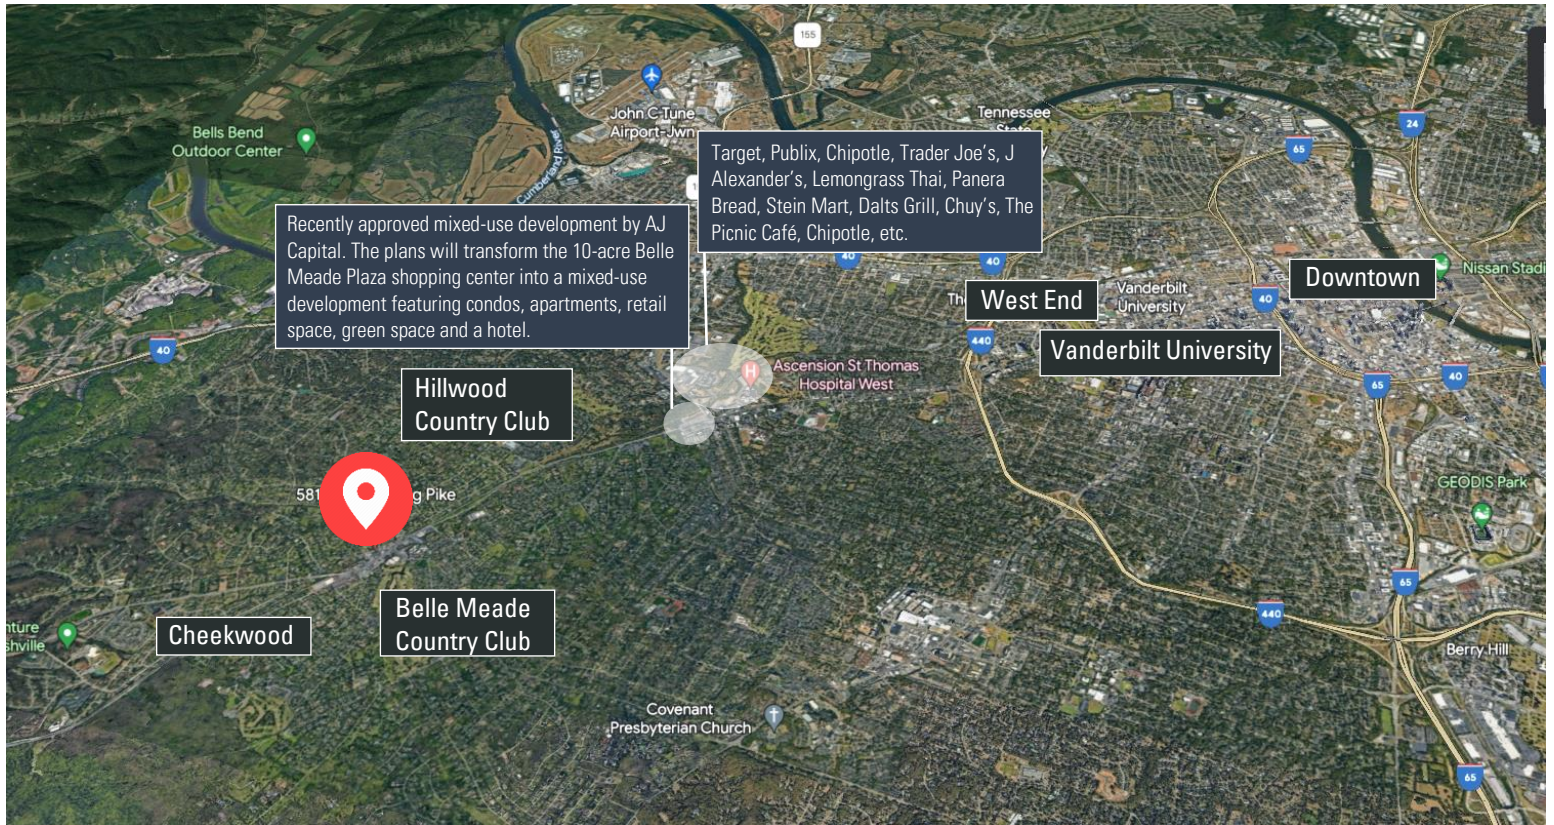 155
John C Tune
Airport-Jwn
Bells Bend
Outdoor Center
Cumberland River
Tennessee
24
65
Target, Publix, Chipotle, Trader Joe's, J
Alexander's, Lemongrass Thai, Panera
Bread, Stein Mart, Dalts Grill, Chuy's, The
Picnic Café, Chipotle, etc.
Recently approved mixed-use development by AJ
Capital. The plans will transform the 10-acre Belle
Meade Plaza shopping center into a mixed-use
development featuring condos, apartments, retail
space, green space and a hotel.
40
40
Nissan Stadi
Downtown
Vanderbilt
University
40
West End
440
40
Vanderbilt University
Ascension St Thomas
Hospital West
H
65
40
Hillwood
Country Club
GEODIS Park
581
g Pike
65
440
Belle Meade
Country Club
Cheekwood
nture
shville
Berry Hill
Covenant
Presbyterian Church
65